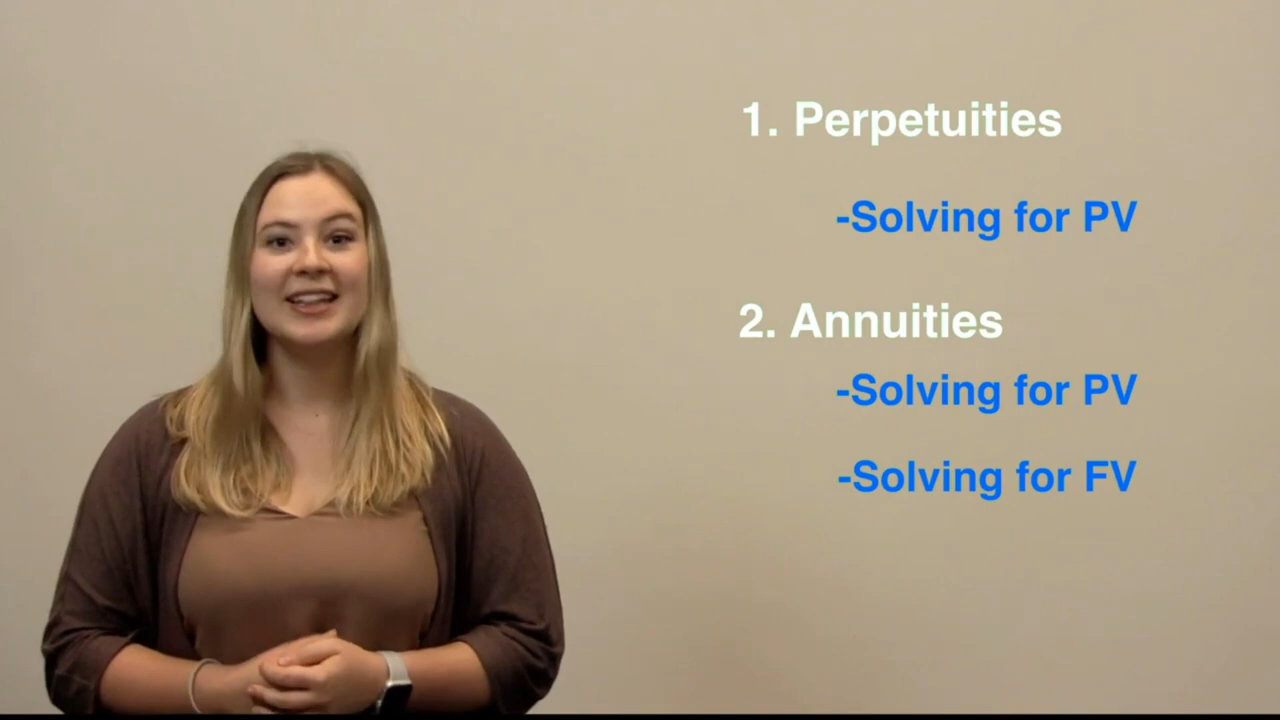 1. Perpetuities
-Solving for PV
2. Annuities
-Solving for PV
-Solving for FV